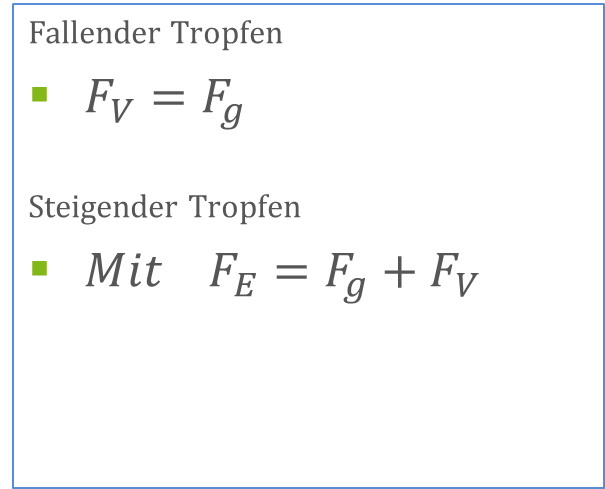 Fallender Tropfen
▪ F_V = F_g
Steigender Tropfen
▪ Mit F_E = F_g + F_V